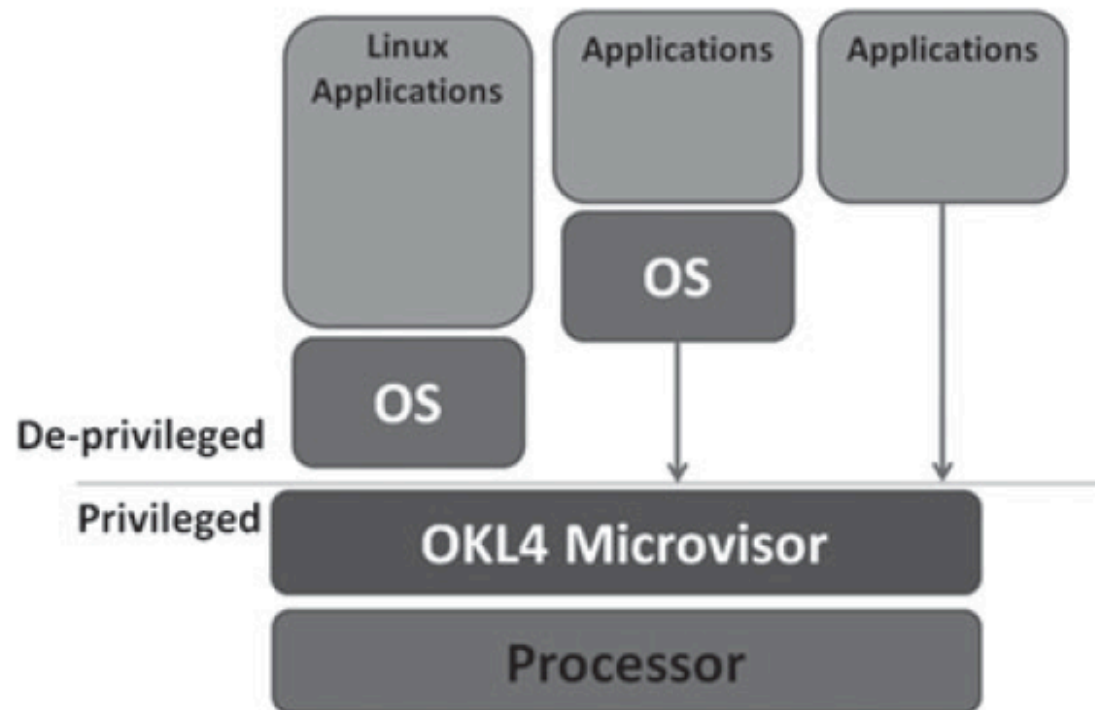 Linux
Applications
Applications
Applications
OS
OS
De-privileged
Privileged
OKL4 Microvisor
Processor